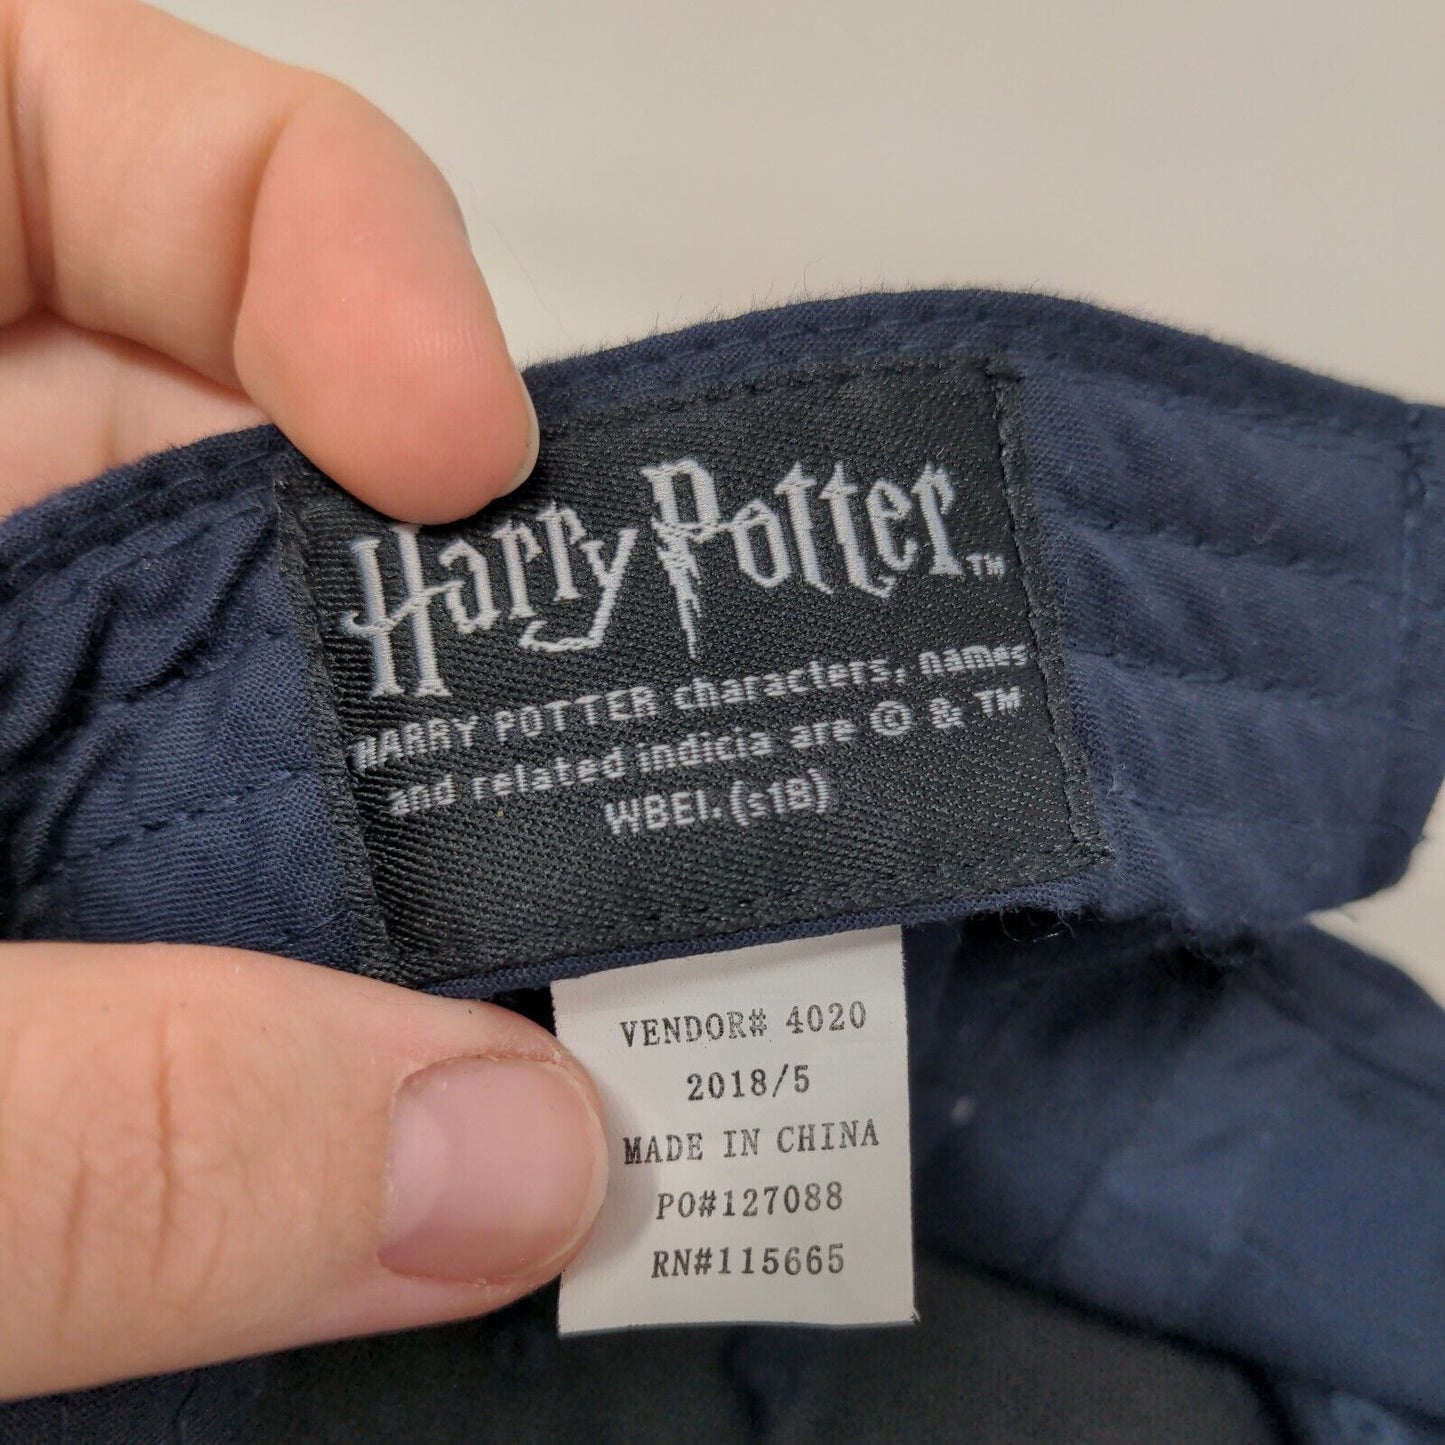 Harry Potter™
HARRY POTTER characters, names
and related indicia are © & ™
WBEI. (s18)
VENDOR# 4020
2018/5
MADE IN CHINA
PO#127088
RN#115665